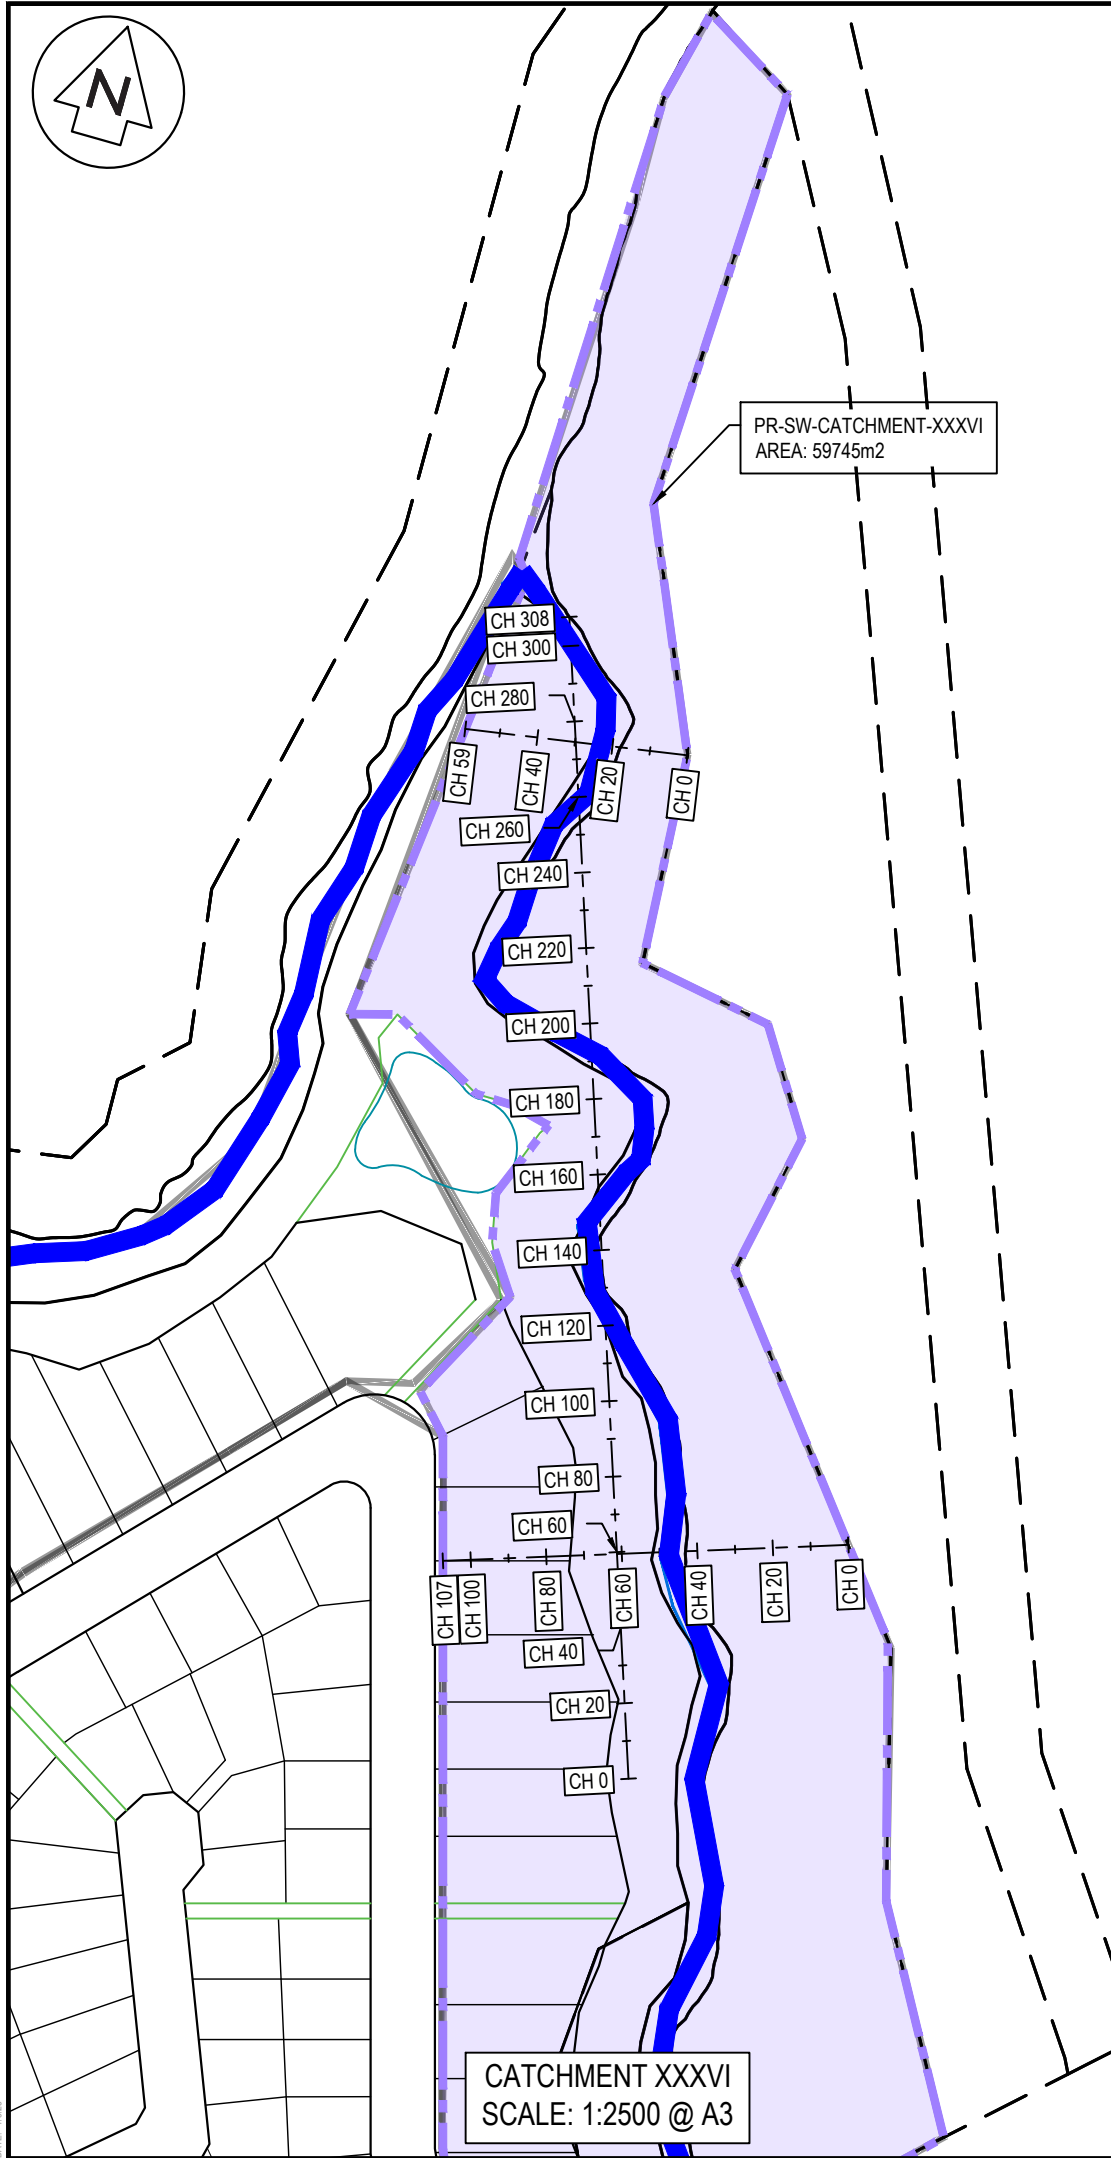 N
PR-SW-CATCHMENT-XXXVI
AREA: 59745m2
CH 308
CH 300
CH 280
CH 59
CH 40
CH 20
CH 0
CH 260
CH 240
CH 220
CH 200
CH 180
CH 160
CH 140
CH 120
CH 100
CH 80
CH 60
CH 107
CH 100
CH 80
CH 60
CH 40
CH 20
CH 0
CH 40
CH 20
CH 0
CATCHMENT XXXVI
SCALE: 1:2500 @ A3